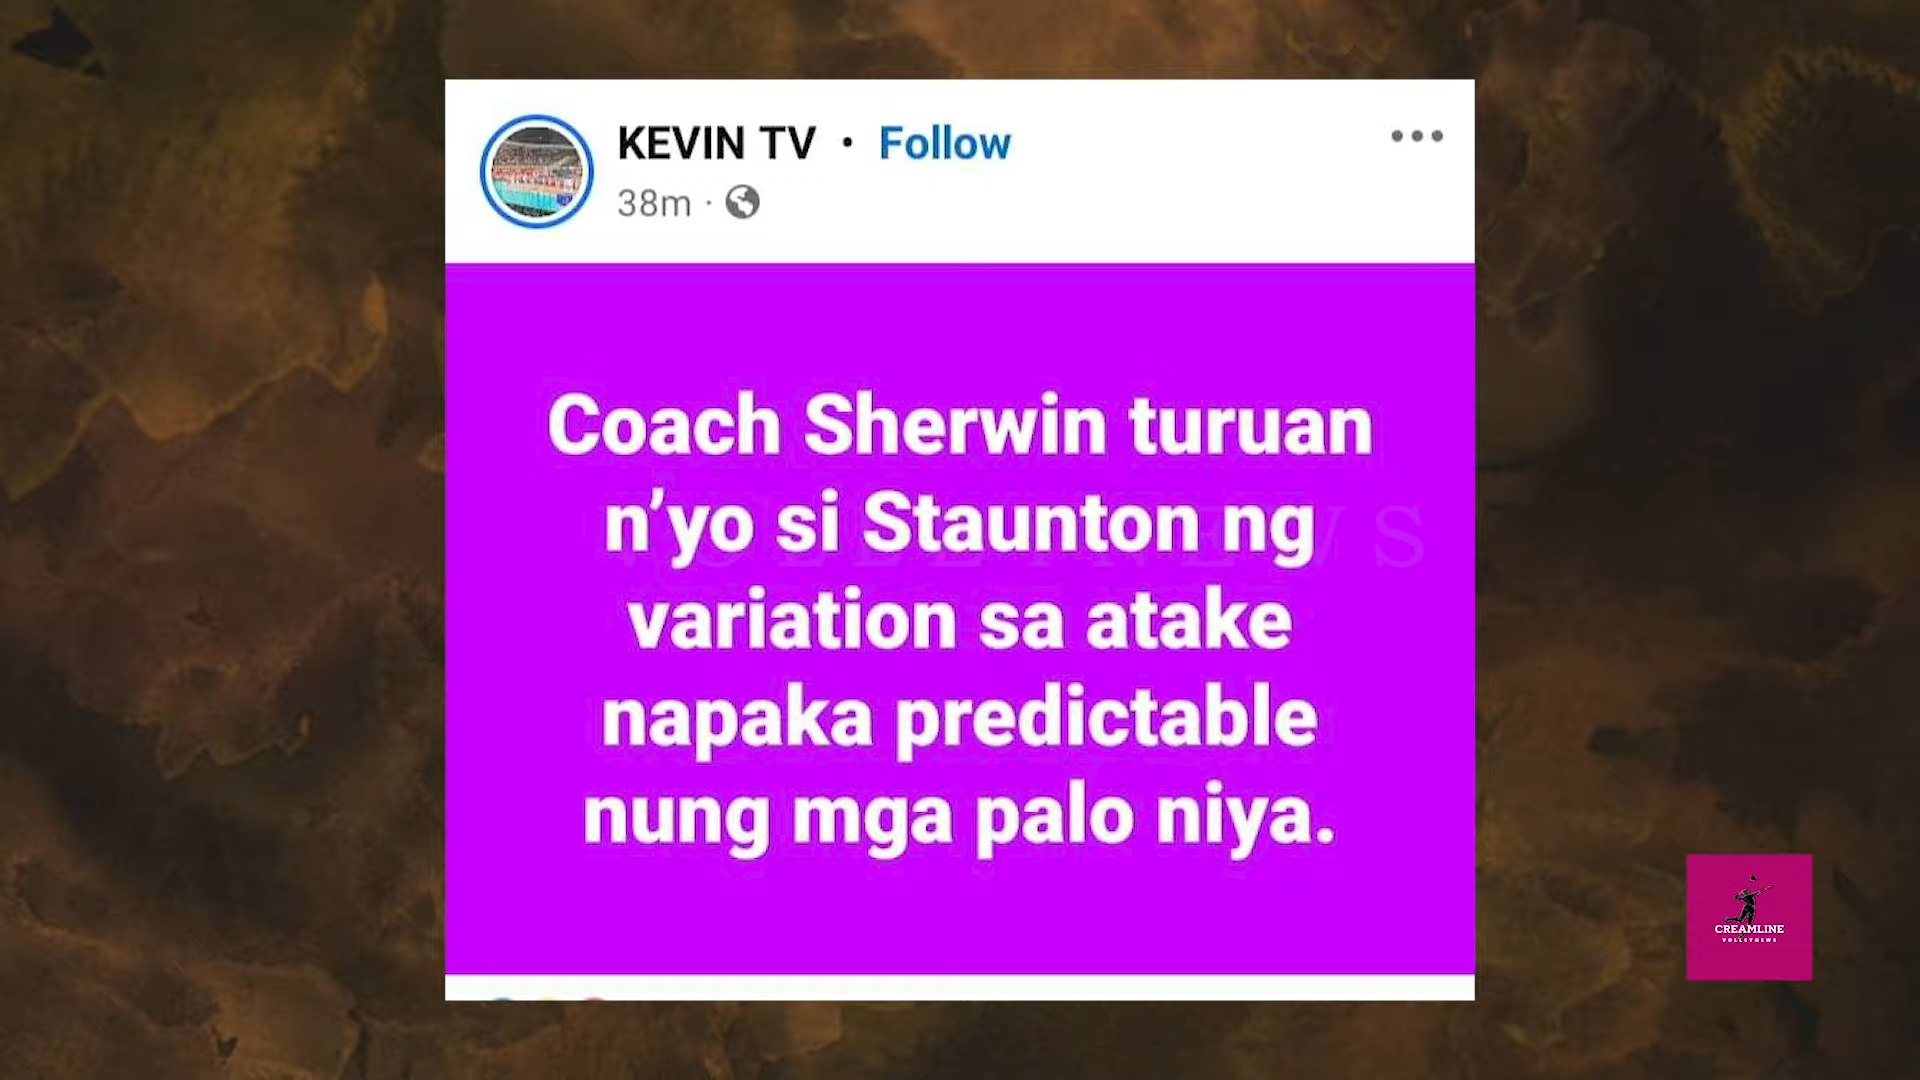 KEVIN TV • Follow
38m ·
Coach Sherwin turuan
n'yo si Staunton ng
variation sa atake
napaka predictable
nung mga palo niya.
CREAMLINE
VOLLEYNEWS